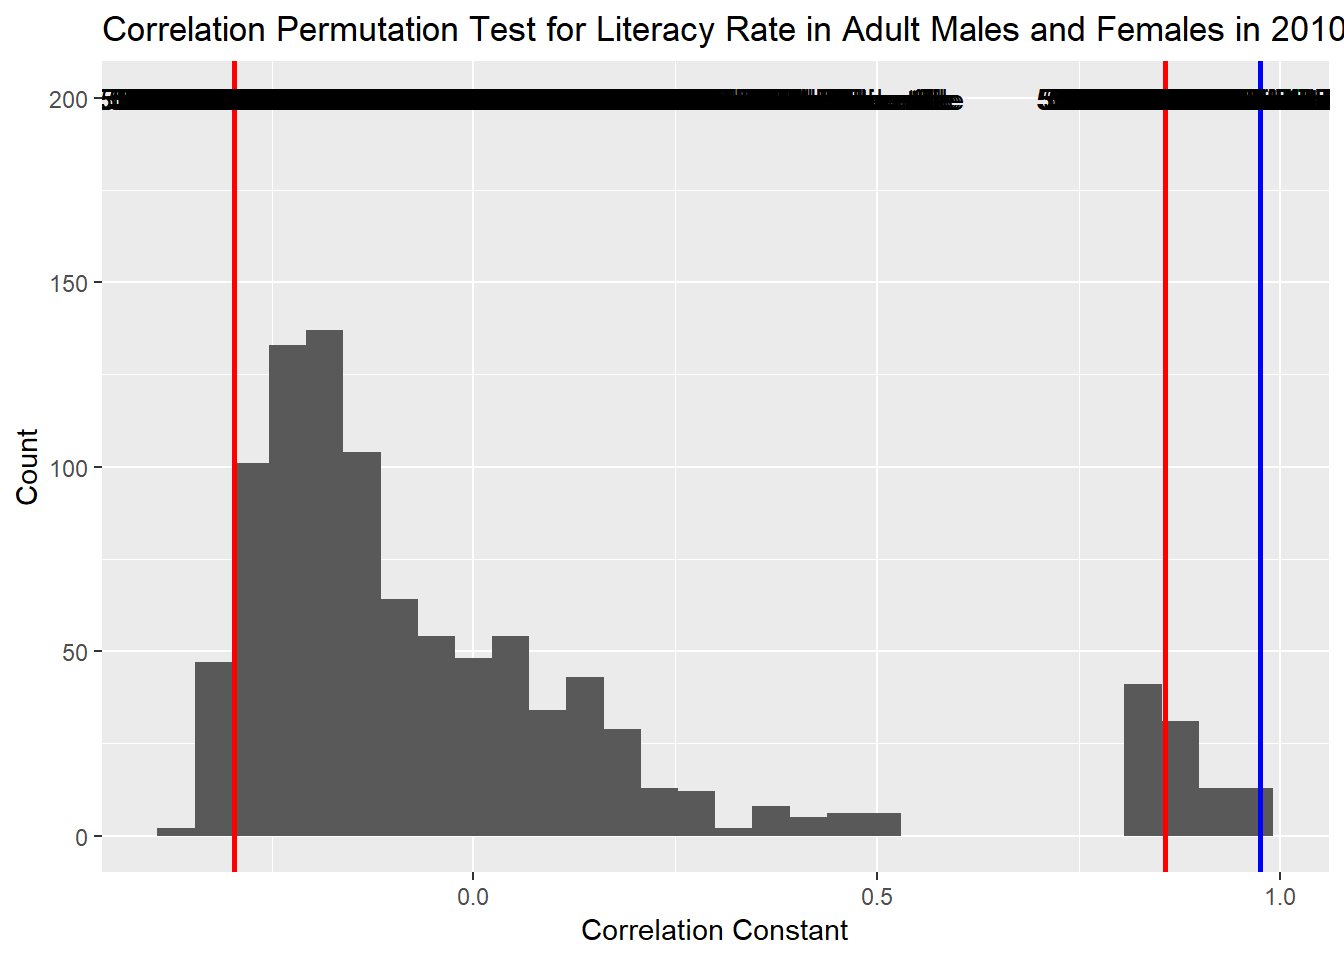 Correlation Permutation Test for Literacy Rate in Adult Males and Females in 2010
200
150
100
50
0
Count
0.0
0.5
1.0
Correlation Constant